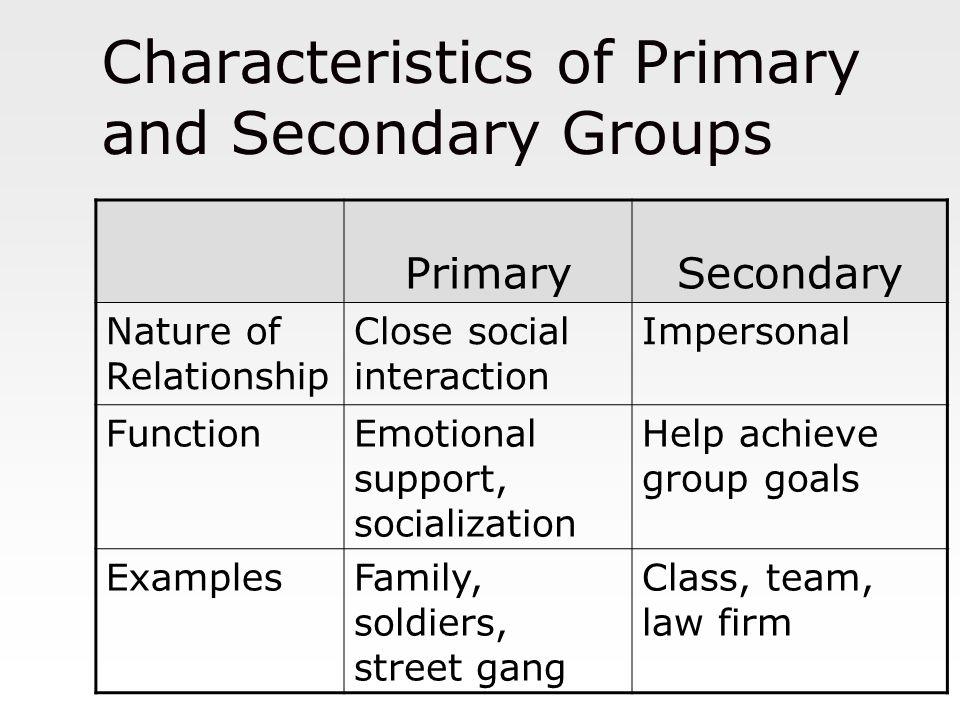 Characteristics of Primary
and Secondary Groups
Primary
Secondary
Nature of
Relationship
Close social
interaction
Impersonal
Function
Emotional
support,
socialization
Help achieve
group goals
Examples
Family,
soldiers,
street gang
Class, team,
law firm